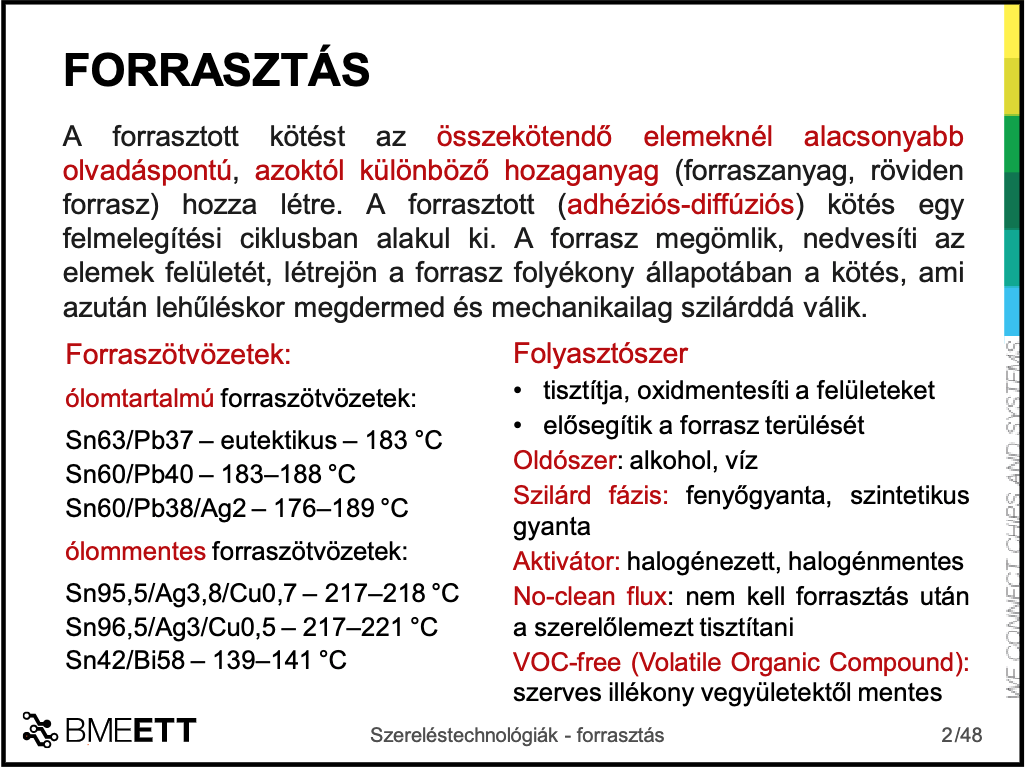 FORRASZTÁS
A forrasztott kötést az összekötendő elemeknél alacsonyabb
olvadáspontú, azoktól különböző hozaganyag (forraszanyag, röviden
forrasz) hozza létre. A forrasztott (adhéziós-diffúziós) kötés egy
felmelegítési ciklusban alakul ki. A forrasz megömlik, nedvesíti az
elemek felületét, létrejön a forrasz folyékony állapotában a kötés, ami
azután lehűléskor megdermed és mechanikailag szilárddá válik.
Forraszötvözetek:
ólomtartalmú forraszötvözetek:
Sn63/Pb37 – eutektikus – 183 °C
Sn60/Pb40 – 183–188 °C
Sn60/Pb38/Ag2 – 176–189 °C
ólommentes forraszötvözetek:
Sn95,5/Ag3,8/Cu0,7 – 217–218 °C
Sn96,5/Ag3/Cu0,5 – 217–221 °C
Sn42/Bi58 – 139–141 °C
Folyasztószer
• tisztítja, oxidmentesíti a felületeket
• elősegítik a forrasz terülését
Oldószer: alkohol, víz
Szilárd fázis: fenyőgyanta, szintetikus
gyanta
Aktivátor: halogénezett, halogénmentes
No-clean flux: nem kell forrasztás után
a szerelőlemezt tisztítani
VOC-free (Volatile Organic Compound):
szerves illékony vegyületektől mentes
WE CONNECT CHIPS AND SYSTEMS
BMEETT
Szereléstechnológiák - forrasztás
2/48